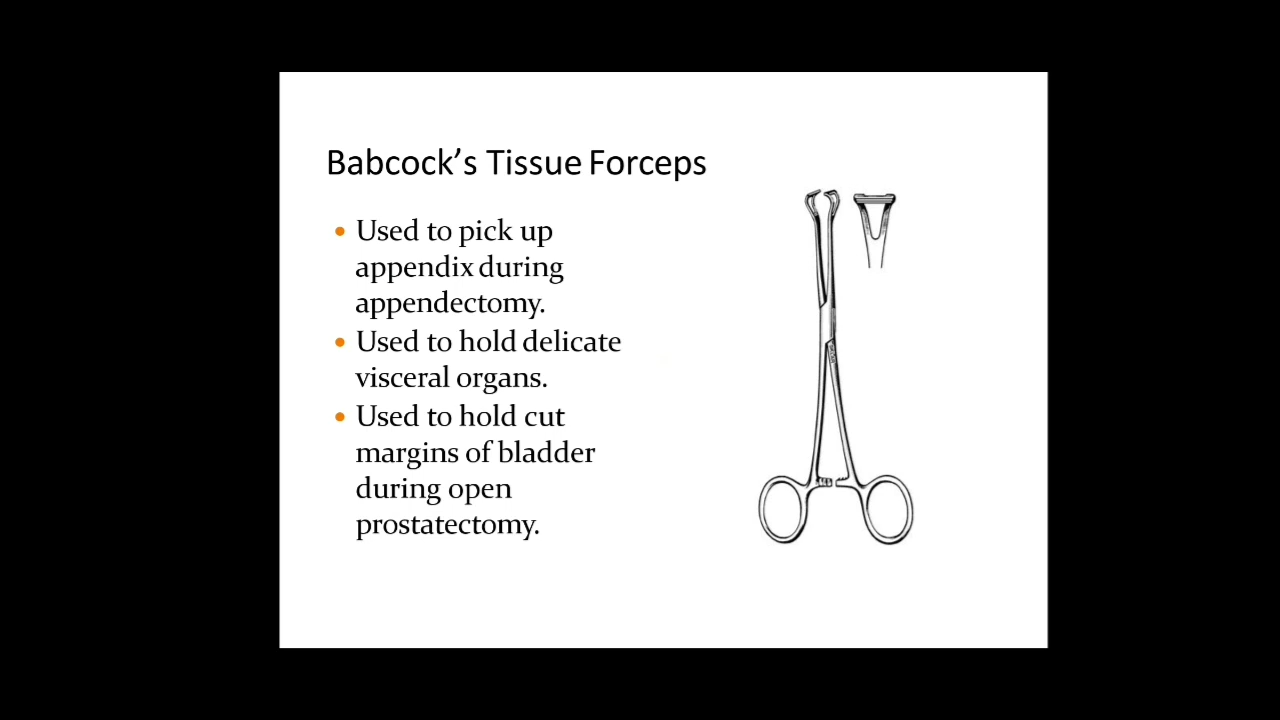 Babcock's Tissue Forceps
• Used to pick up
appendix during
appendectomy.
• Used to hold delicate
visceral organs.
• Used to hold cut
margins of bladder
during open
prostatectomy.